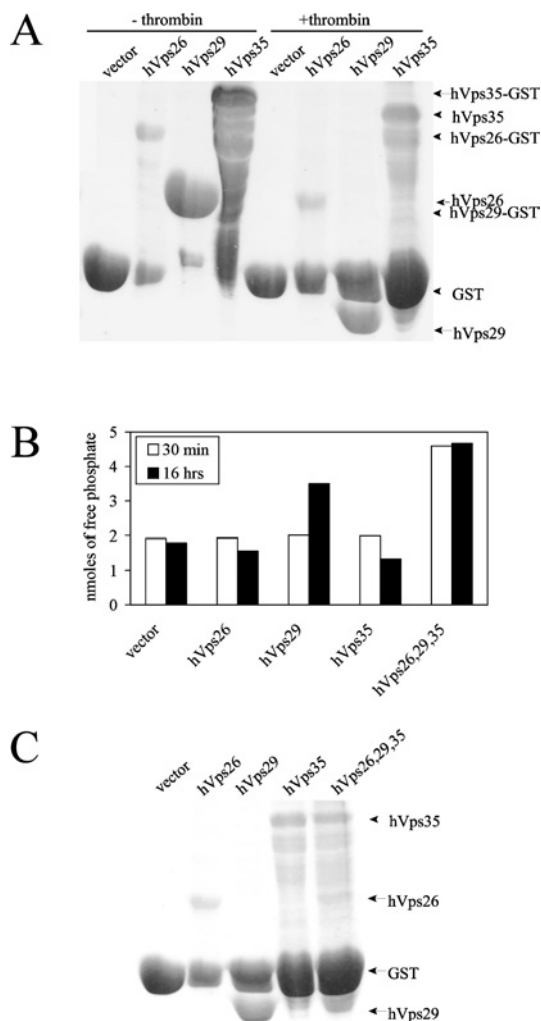 A
- thrombin
+thrombin
vector
hVps26
hVps29
hVps35
vector
hVps26
hVps29
hVps35
hVps35-GST
hVps35
hVps26-GST
hVps26
hVps29-GST
GST
hVps29
B
nmoles of free phosphate
5
4
3
2
1
0
30 min
16 hrs
vector
hVps26
hVps29
hVps35
hVps26,29,35
C
vector
hVps26
hVps29
hVps35
hVps26,29,35
hVps35
hVps26
GST
hVps29